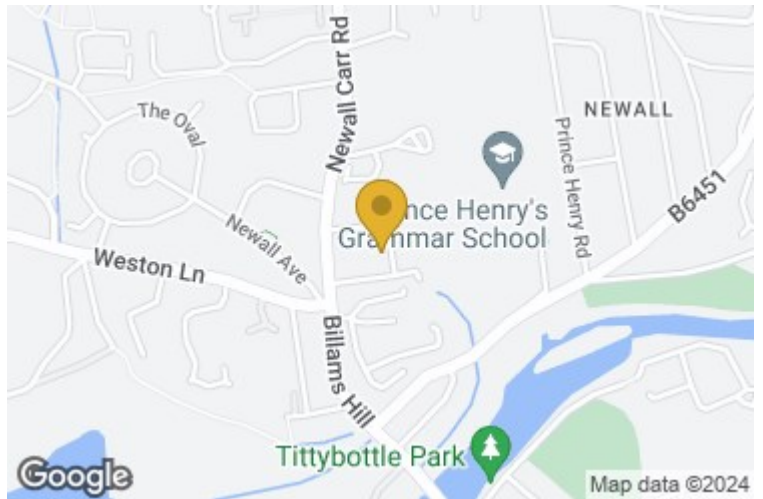 The Oval
Newall Carr Rd
NEWALL
Prince Henry Rd
B6451
nce Henry's
Grammar School
Newall Ave
Weston Ln
Billams Hill
Tittybottle Park
Google
Map data ©2024